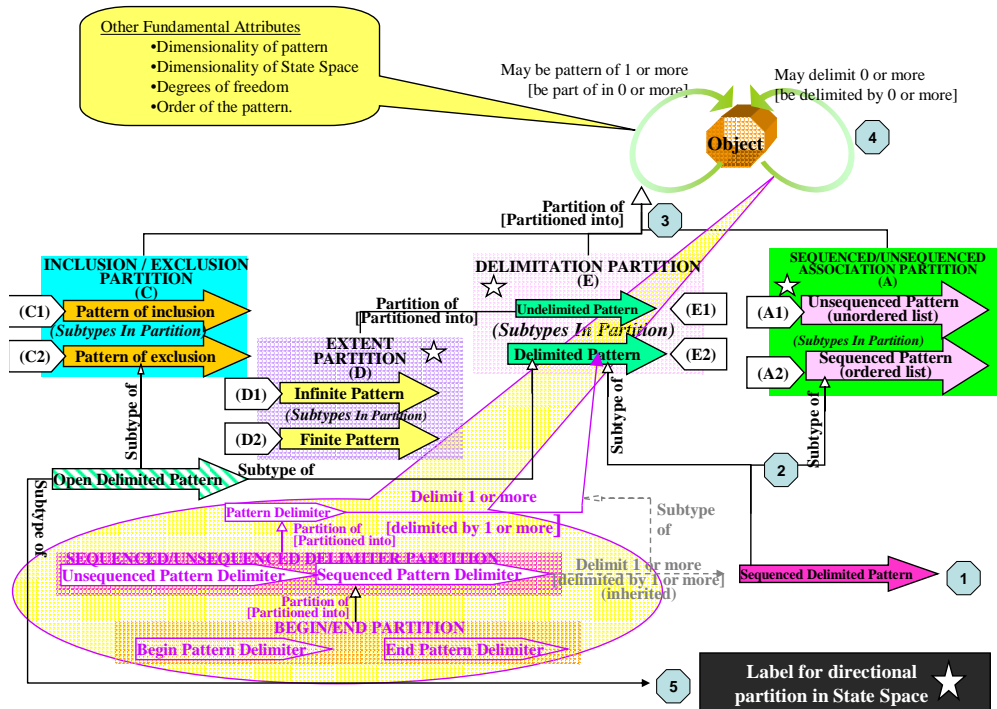 Other Fundamental Attributes
•Dimensionality of pattern
•Dimensionality of State Space
•Degrees of freedom
•Order of the pattern.
May be pattern of 1 or more
[be part of in 0 or more]
May delimit 0 or more
[be delimited by 0 or more]
Object
4
Partition of
[Partitioned into]
3
INCLUSION / EXCLUSION
PARTITION
(C)
(C1)
Pattern of inclusion
(Subtypes In Partition)
(C2)
Pattern of exclusion
DELIMITATION PARTITION
(E)
Undelimited Pattern
(E1)
(Subtypes In Partition)
Delimited Pattern
(E2)
SEQUENCED/UNSEQUENCED
ASSOCIATION PARTITION
(A)
(A1)
Unsequenced Pattern
(unordered list)
(Subtypes In Partition)
(A2)
Sequenced Pattern
(ordered list)
Partition of
[Partitioned into]
EXTENT
PARTITION
(D)
(D1)
Infinite Pattern
(Subtypes In Partition)
(D2)
Finite Pattern
Subtype of
Subtype of
Subtype of
2
Open Delimited Pattern
Subtype of
Subtype of
Pattern Delimiter
Delimit 1 or more
[delimited by 1 or more]
Subtype
of
Partition of
[Partitioned into]
SEQUENCED/UNSEQUENCED DELIMITER PARTITION
Unsequenced Pattern Delimiter
Sequenced Pattern Delimiter
Delimit 1 or more
[delimited by 1 or more]
(inherited)
Sequenced Delimited Pattern
1
Partition of
[Partitioned into]
BEGIN/END PARTITION
Begin Pattern Delimiter
End Pattern Delimiter
5
Label for directional
partition in State Space